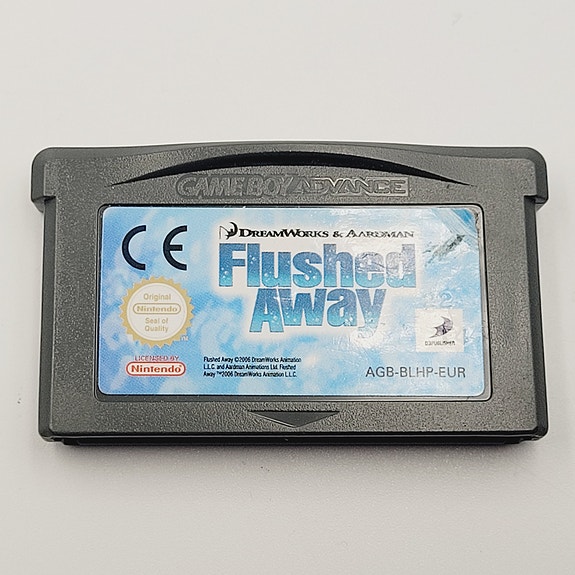 GAME BOY ADVANCE
DREAMWORKS & AARDMAN
CE
Flushed
Away
Original
Nintendo
Seal of
Quality
D3PUBLISHER
LICENSED BY
Nintendo
Flushed Away ©2006 DreamWorks Animation
L.L.C. and Aardman Animations Ltd. Flushed
Away ™2006 DreamWorks Animation L.L.C.
AGB-BLHP-EUR